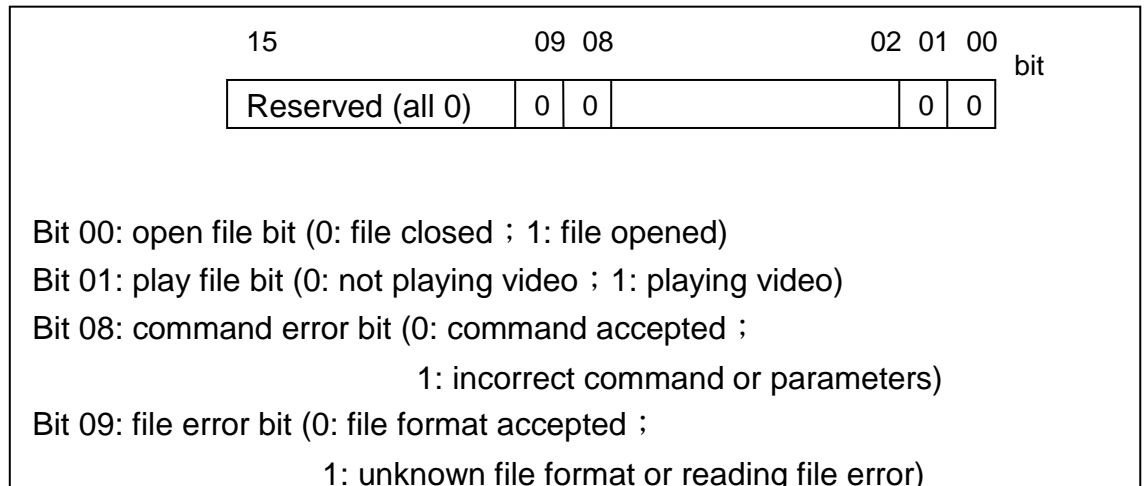 15 09 08 02 01 00
bit
Reserved (all 0) 0 0 0 0
Bit 00: open file bit (0: file closed；1: file opened)
Bit 01: play file bit (0: not playing video；1: playing video)
Bit 08: command error bit (0: command accepted；
1: incorrect command or parameters)
Bit 09: file error bit (0: file format accepted；
1: unknown file format or reading file error)